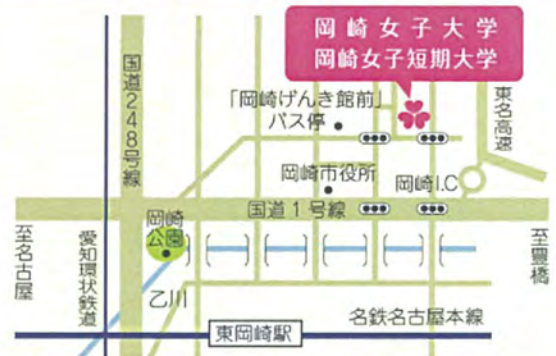 岡崎女子大学
岡崎女子短期大学
国道248号線
「岡崎げんき館前」
バス停
東名高速
岡崎市役所
岡崎I.C
国道1号線
岡崎
公園
至名古屋
愛知環状鉄道
乙川
至豊橋
東岡崎駅
名鉄名古屋本線